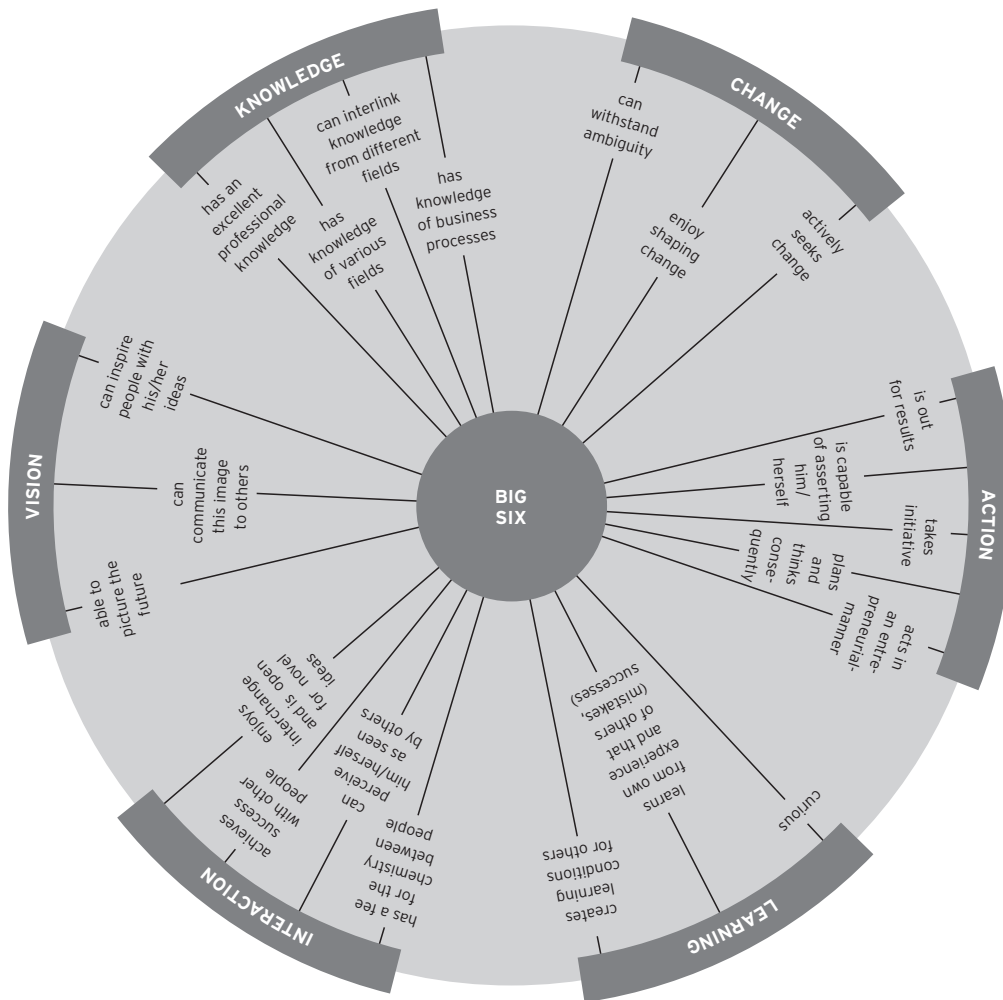 BIG
SIX
KNOWLEDGE
has an
excellent
professional
knowledge
has
knowledge
of various
fields
can interlink
knowledge
from different
fields
has
knowledge
of business
processes
CHANGE
can
withstand
ambiguity
enjoy
shaping
change
actively
seeks
change
ACTION
is out
for results
is capable
of asserting
him/
herself
takes
initiative
plans
and
thinks
conse-
quently
acts in
an entre-
preneurial-
manner
LEARNING
curious
learns
from own
experience
and that
of others
(mistakes,
successes)
creates
learning
conditions
for others
INTERACTION
has a fee
for the
chemistry
between
people
can
perceive
him/herself
as seen
by others
achieves
success
with other
people
enjoys
interchange
and is open
for novel
ideas
VISION
able to
picture the
future
can
communicate
this image
to others
can inspire
people with
his/her
ideas